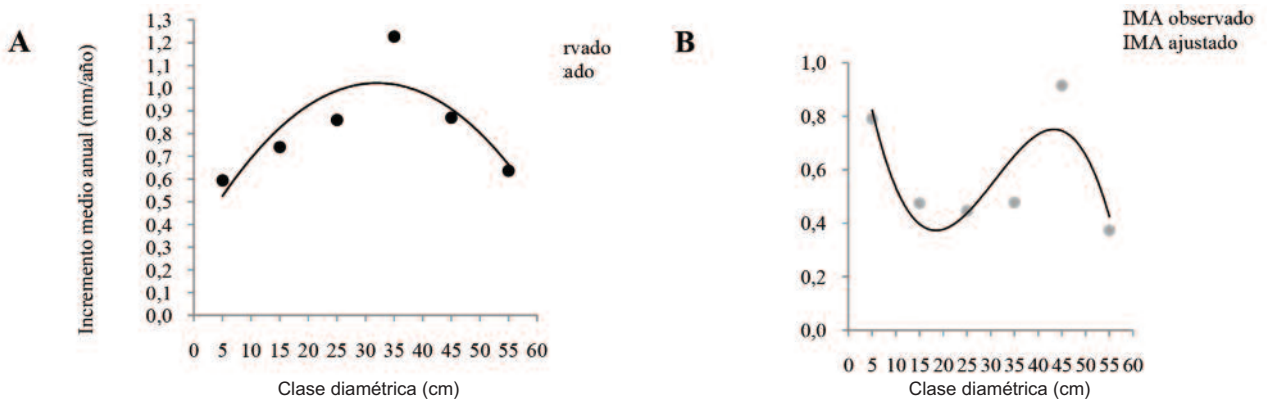 A
Incremento medio anual (mm/año)
1,3
1,2
1,1
1,0
0,9
0,8
0,7
0,6
0,5
0,4
0,3
0,2
0,1
0,0
0 5 10 15 20 25 30 35 40 45 50 55 60
Clase diamétrica (cm)
rvado
ado
B
IMA observado
IMA ajustado
1,0
0,8
0,6
0,4
0,2
0,0
0 5 10 15 20 25 30 35 40 45 50 55 60
Clase diamétrica (cm)